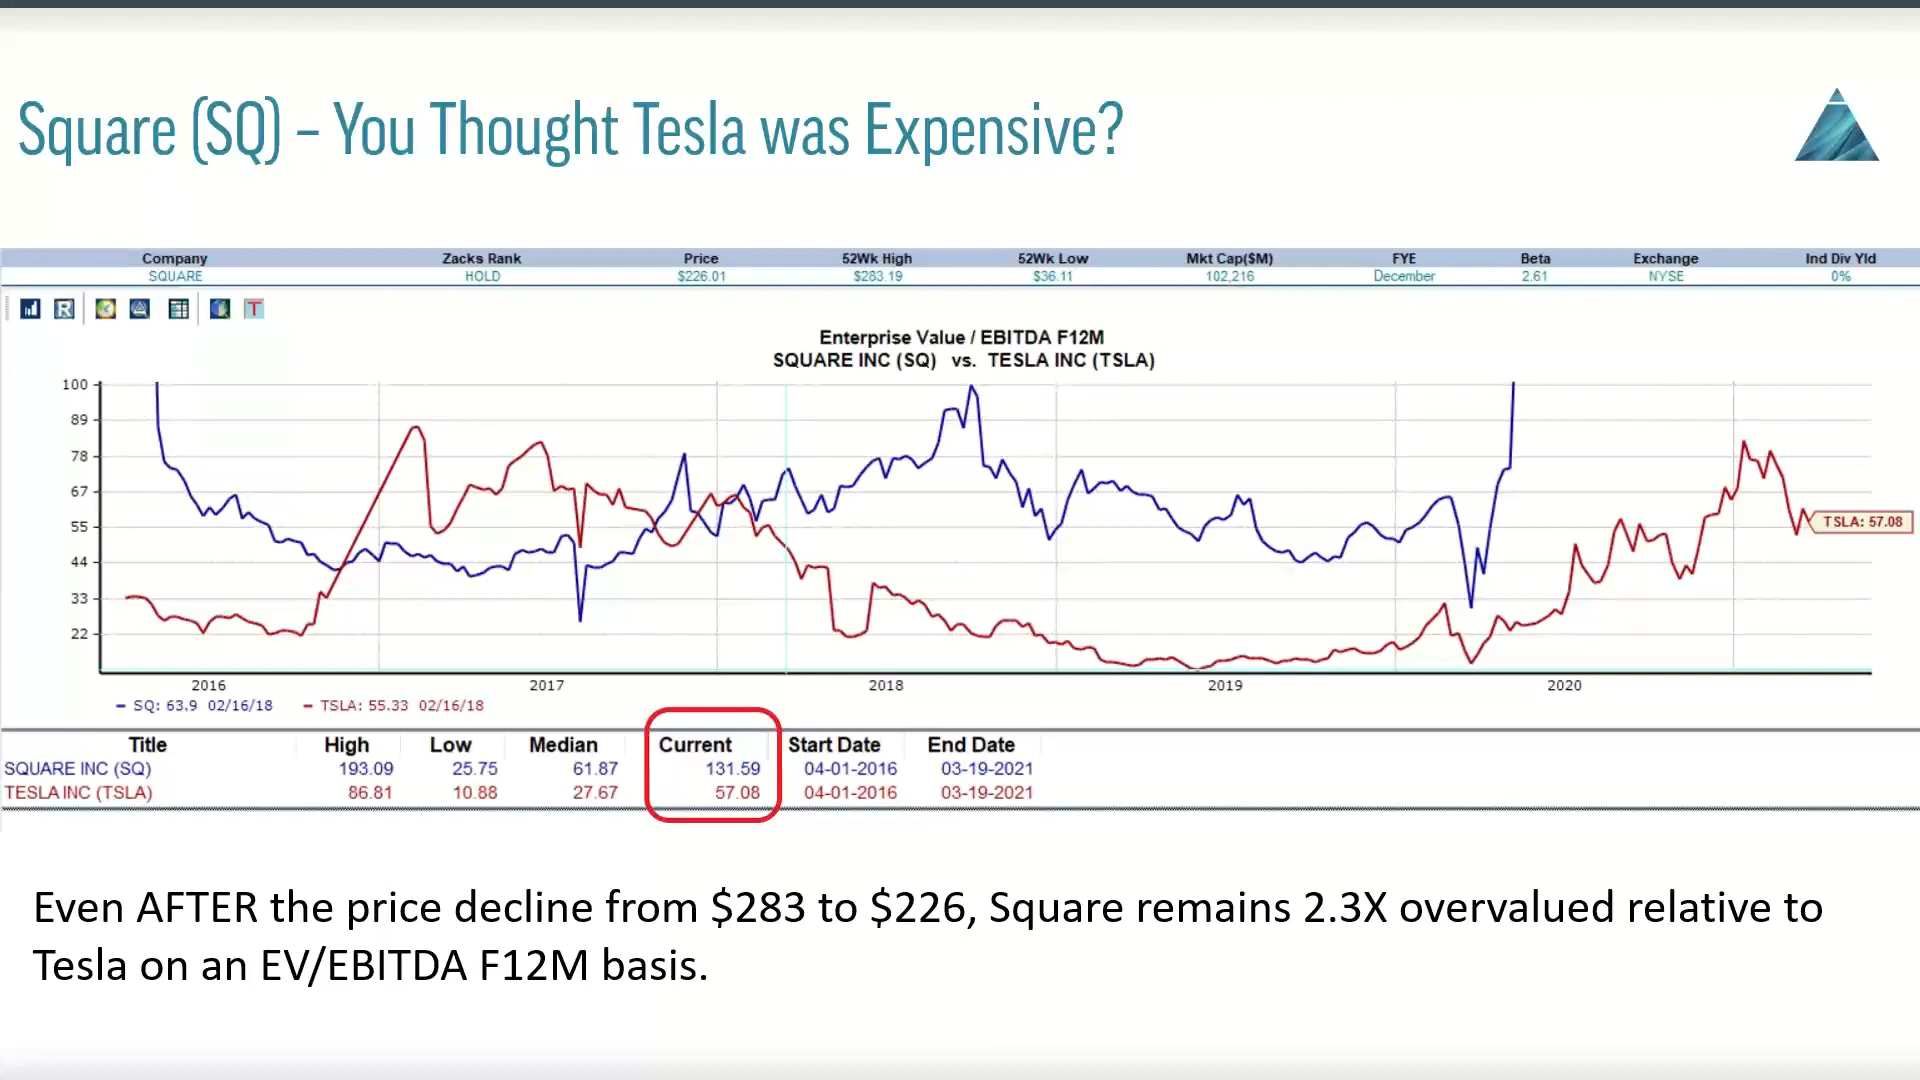 Square (SQ) – You Thought Tesla was Expensive?
Company Zacks Rank Price 52Wk High 52Wk Low Mkt Cap($M) FYE Beta Exchange Ind Div Yld
SQUARE HOLD $226.01 $283.19 $36.11 102,216 December 2.61 NYSE 0%
R T
Enterprise Value / EBITDA F12M
SQUARE INC (SQ) vs. TESLA INC (TSLA)
100
89
78
67
55
44
33
22
TSLA: 57.08
2016 2017 2018 2019 2020
SQ: 63.9 02/16/18 TSLA: 55.33 02/16/18
Title High Low Median Current Start Date End Date
SQUARE INC (SQ) 193.09 25.75 61.87 131.59 04-01-2016 03-19-2021
TESLA INC (TSLA) 86.81 10.88 27.67 57.08 04-01-2016 03-19-2021
Even AFTER the price decline from $283 to $226, Square remains 2.3X overvalued relative to
Tesla on an EV/EBITDA F12M basis.